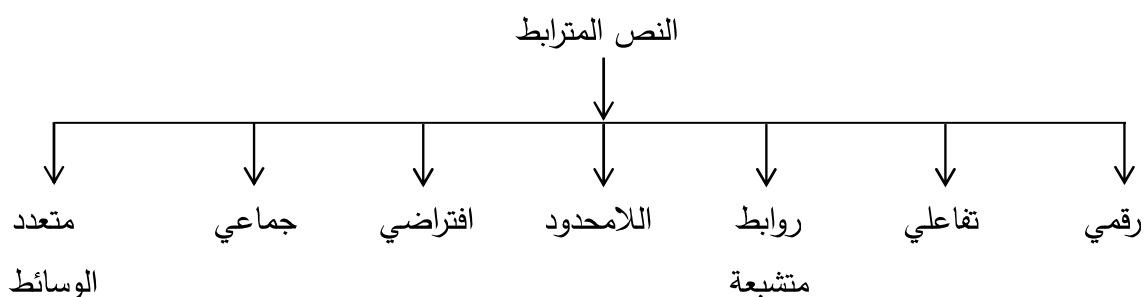 النص المترابط
رقمي
تفاعلي
روابط
متشبعة
اللامحدود
افتراضي
جماعي
متعدد
الوسائط